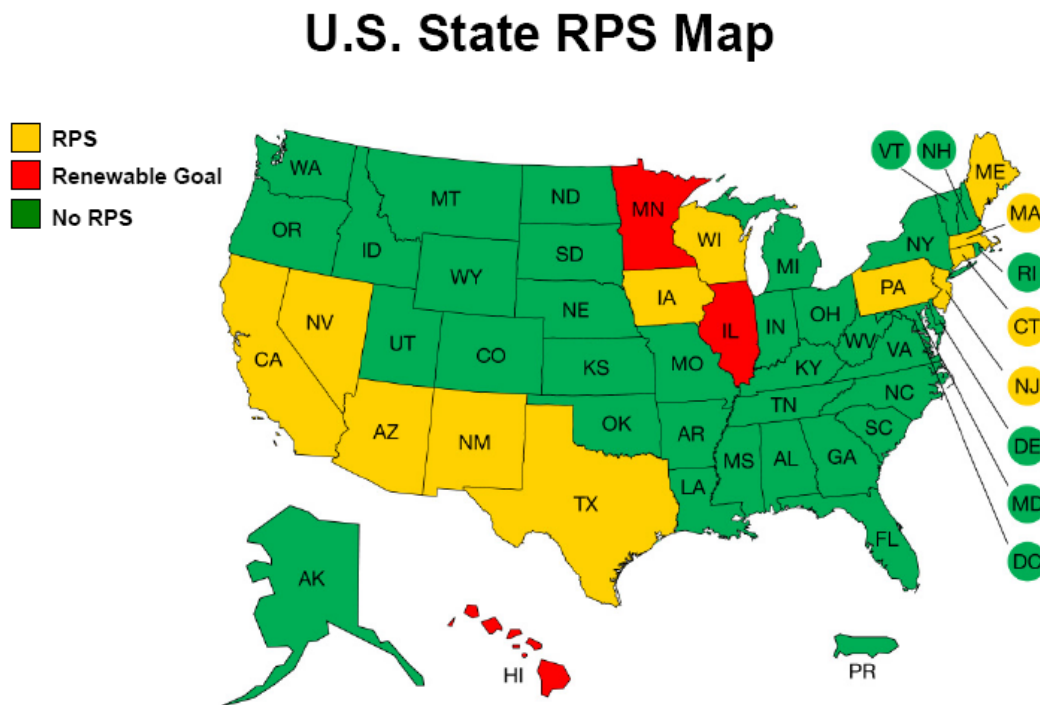 U.S. State RPS Map
RPS
Renewable Goal
No RPS
VT
NH
ME
WA
MT
ND
MN
MA
OR
ID
SD
WI
NY
MI
RI
WY
IA
PA
NE
NV
IL
IN
OH
CT
UT
CO
WV
VA
CA
KS
MO
KY
NJ
NC
TN
AZ
NM
OK
AR
SC
DE
MS
AL
GA
LA
TX
MD
FL
DC
AK
HI
PR